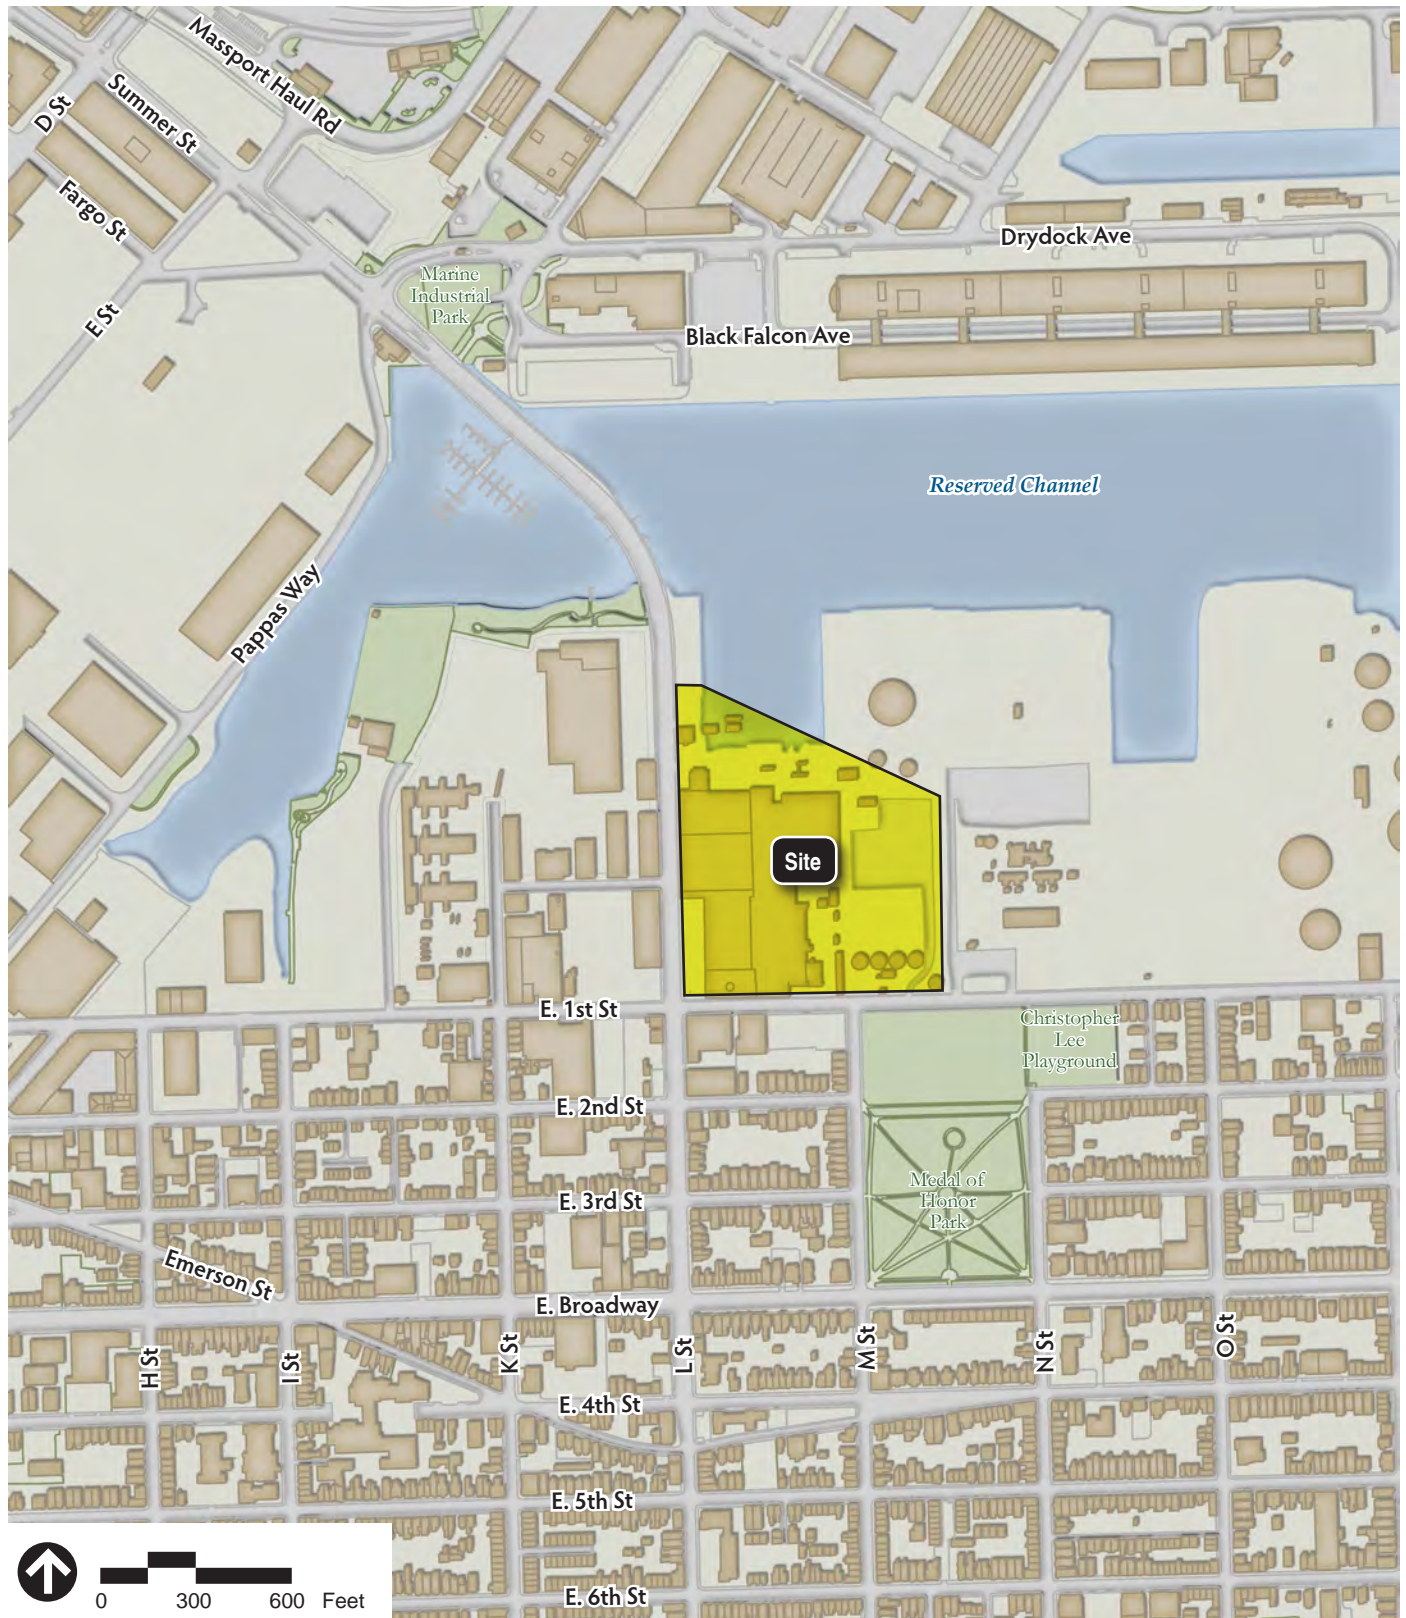 Massport Haul Rd
Summer St
D St
Fargo St
E St
Drydock Ave
Marine
Industrial
Park
Black Falcon Ave
Reserved Channel
Pappas Way
Site
E. 1st St
Christopher
Lee
Playground
E. 2nd St
Medal of
Honor
Park
E. 3rd St
Emerson St
E. Broadway
H St
I St
K St
L St
M St
N St
O St
E. 4th St
E. 5th St
E. 6th St
0 300 600 Feet